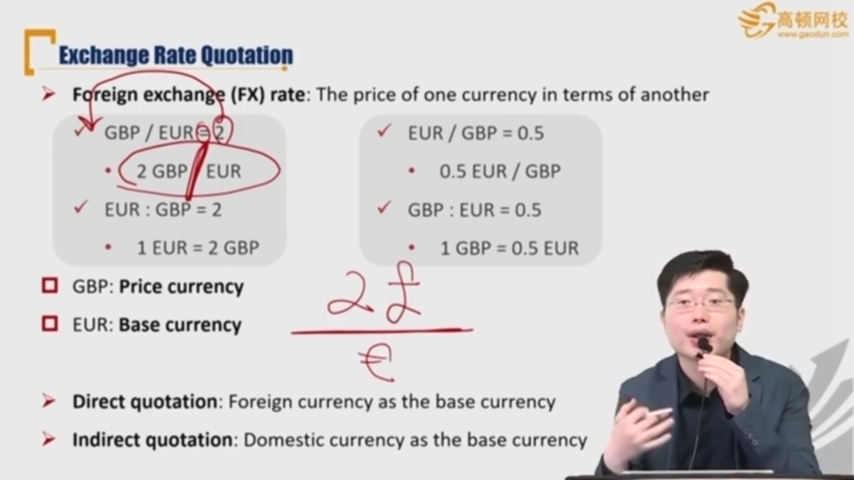 高顿网校
www.gaodun.com
Exchange Rate Quotation
Foreign exchange (FX) rate: The price of one currency in terms of another
GBP / EUR = 2
2 GBP / EUR
EUR : GBP = 2
1 EUR = 2 GBP
EUR / GBP = 0.5
0.5 EUR / GBP
GBP : EUR = 0.5
1 GBP = 0.5 EUR
GBP: Price currency
EUR: Base currency
2 £
€
Direct quotation: Foreign currency as the base currency
Indirect quotation: Domestic currency as the base currency